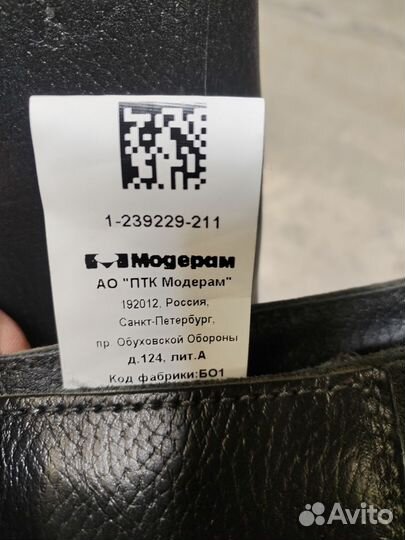 1-239229-211
Модерам
АО "ПТК Модерам"
192012, Россия,
Санкт-Петербург,
пр. Обуховской Обороны
д.124, лит.А
Код фабрики:БО1
Avito